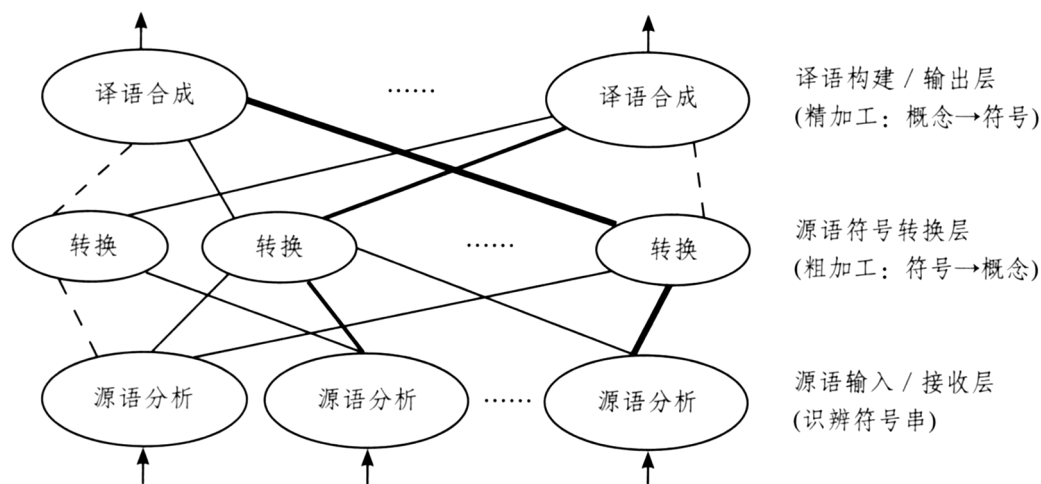 译语合成 …… 译语合成
译语构建 / 输出层
(精加工：概念→符号)
转换 转换 …… 转换
源语符号转换层
(粗加工：符号→概念)
源语分析 源语分析 …… 源语分析
源语输入 / 接收层
(识辨符号串)